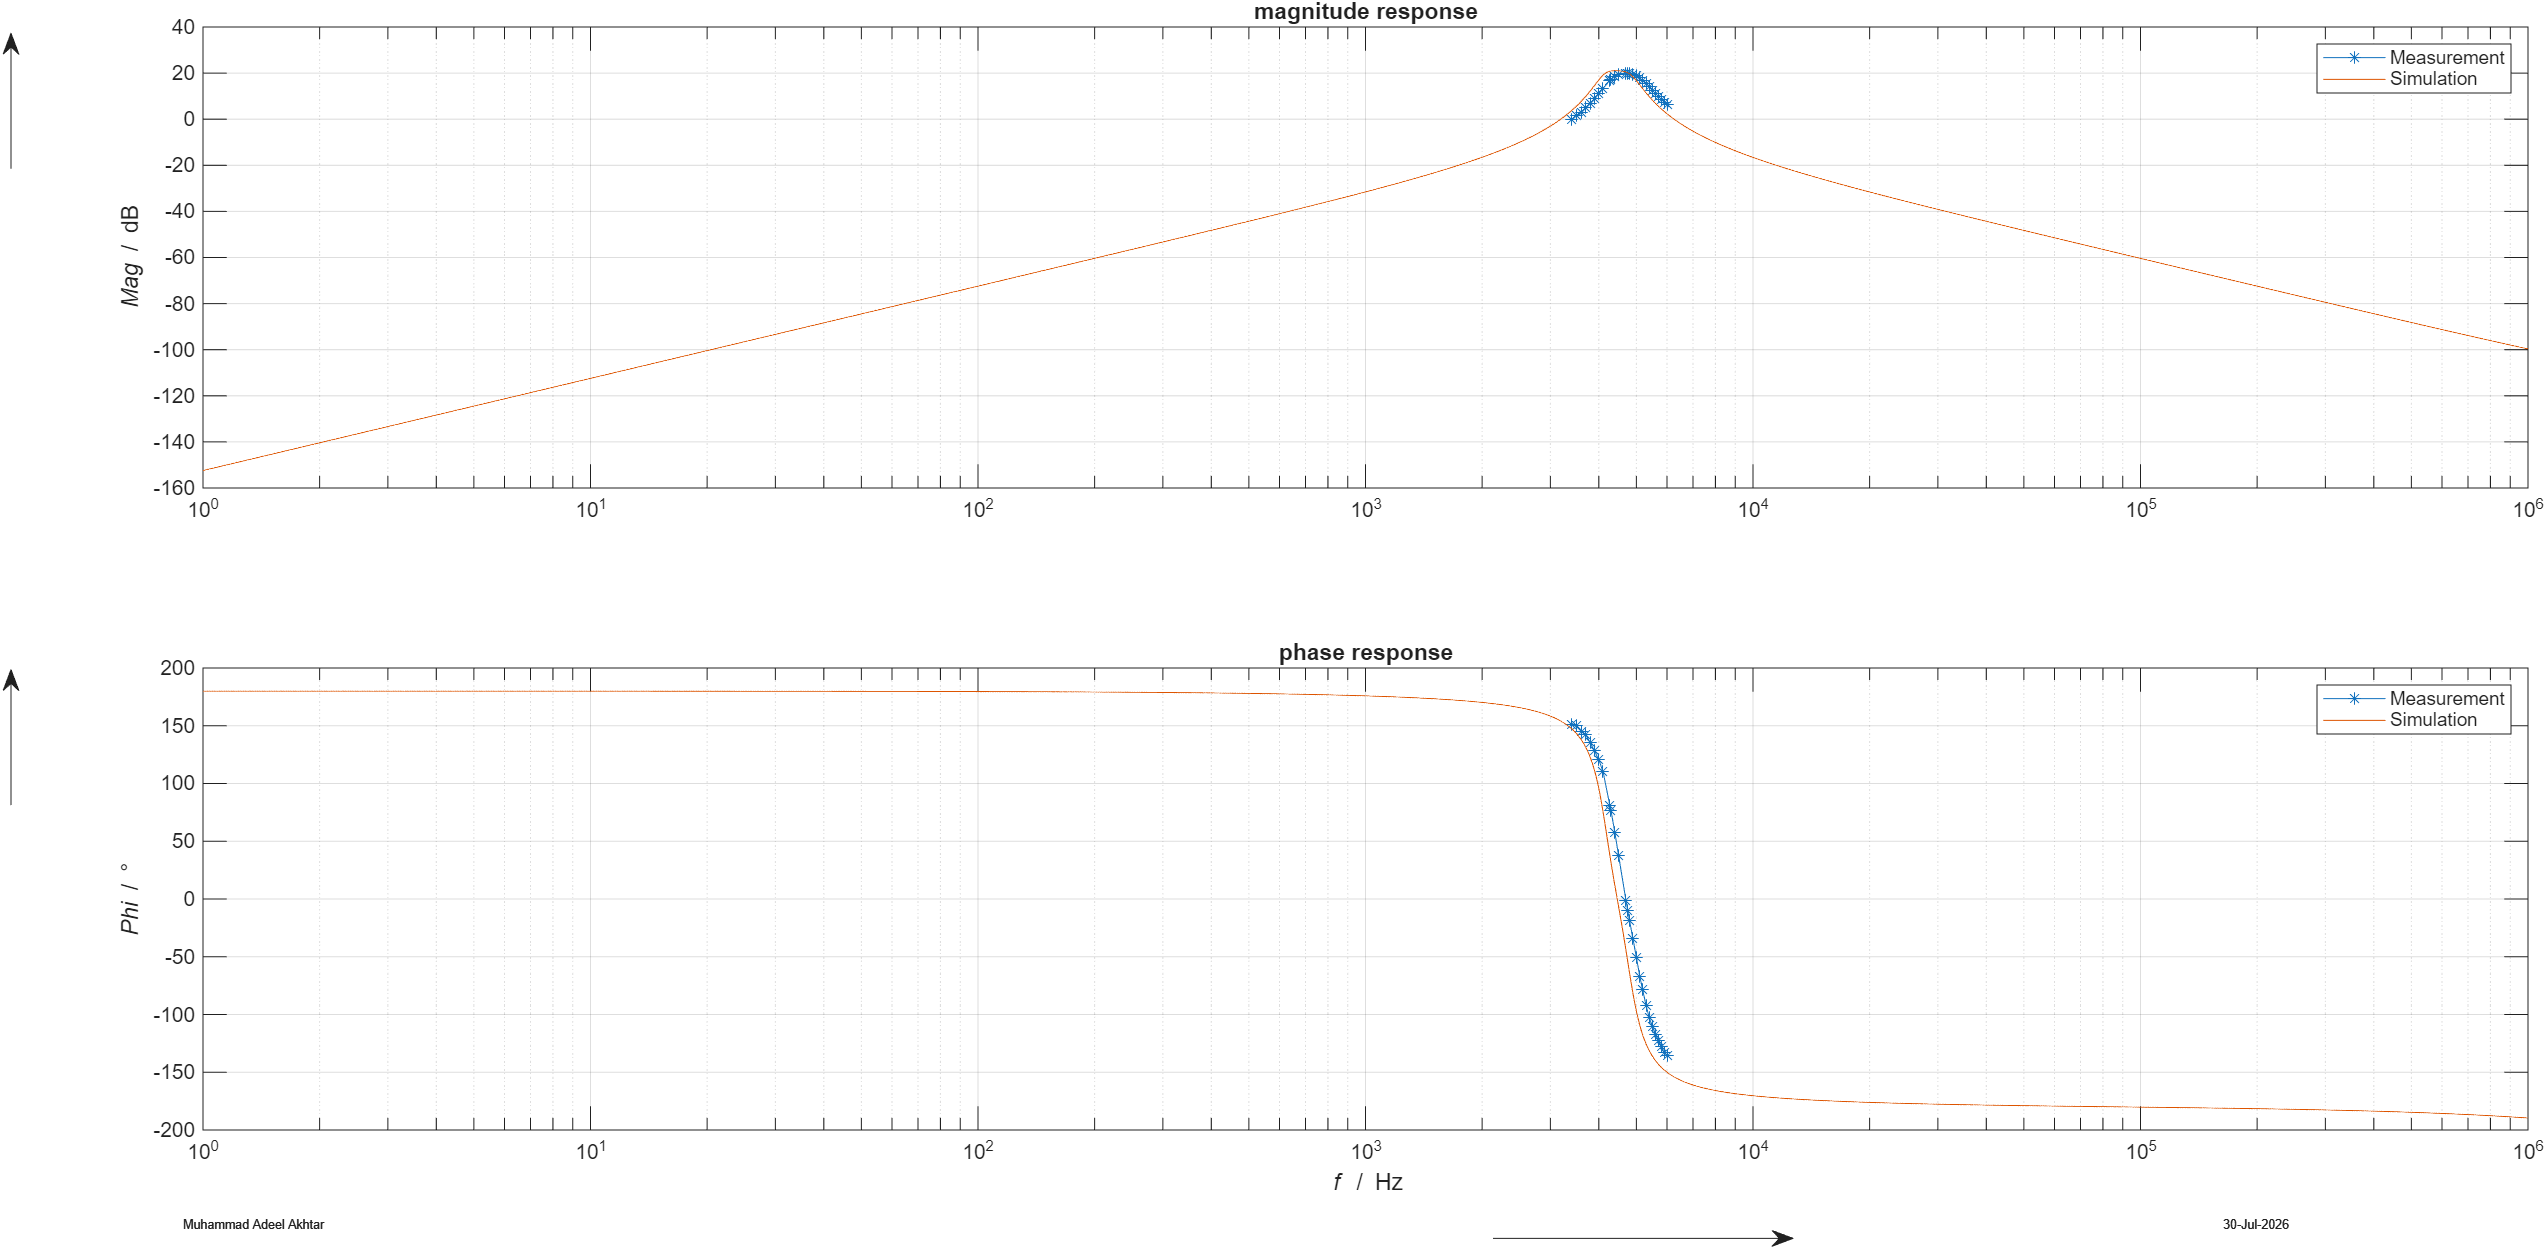 magnitude response
40
20
0
-20
-40
-60
-80
-100
-120
-140
-160
Mag / dB
10^0 10^1 10^2 10^3 10^4 10^5 10^6
Measurement
Simulation
phase response
200
150
100
50
0
-50
-100
-150
-200
Phi / °
10^0 10^1 10^2 10^3 10^4 10^5 10^6
Measurement
Simulation
f / Hz
Muhammad Adeel Akhtar
30-Jul-2026